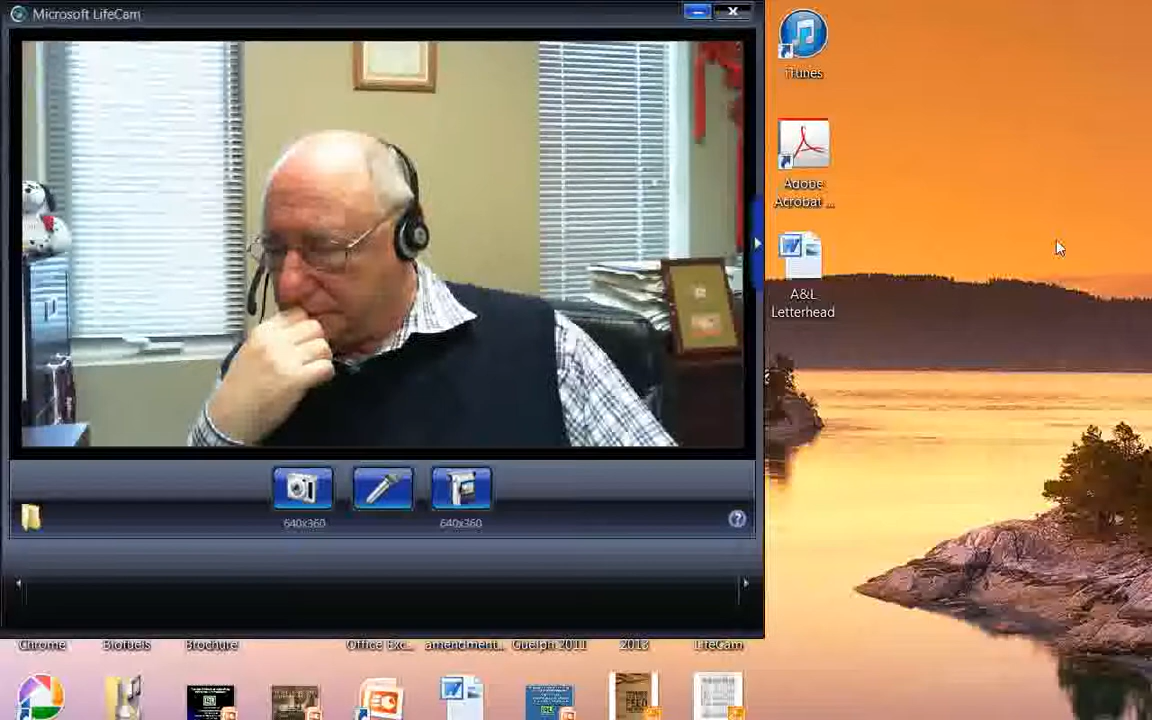 Microsoft LifeCam
iTunes
Adobe
Acrobat ...
A&L
Letterhead
640x360
640x360
Chrome
Biofuels
Brochure
Office Exc...
amendment...
Guelph 2011
2013
LifeCam